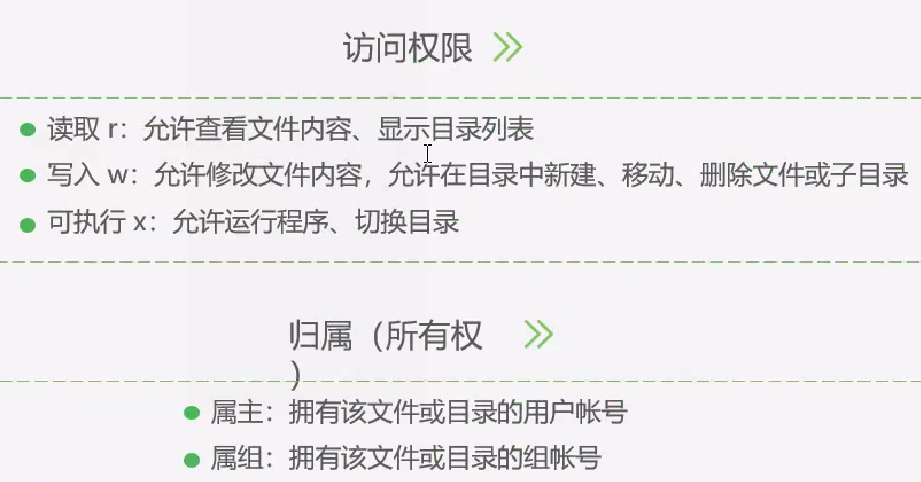 访问权限
读取 r：允许查看文件内容、显示目录列表
写入 w：允许修改文件内容，允许在目录中新建、移动、删除文件或子目录
可执行 x：允许运行程序、切换目录
归属（所有权
）
属主：拥有该文件或目录的用户帐号
属组：拥有该文件或目录的组帐号